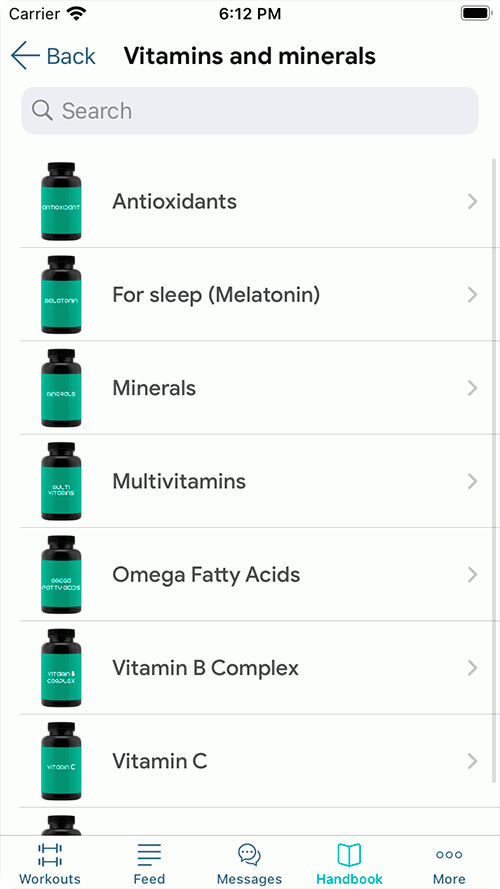 Carrier 6:12 PM
Back Vitamins and minerals
Search
ANTIOXIDANT
Antioxidants
MELATONIN
For sleep (Melatonin)
MINERALS
Minerals
MULTI
VITAMINS
Multivitamins
OMEGA
FATTY ACIDS
Omega Fatty Acids
VITAMIN B
COMPLEX
Vitamin B Complex
VITAMIN C
Vitamin C
Workouts Feed Messages Handbook More